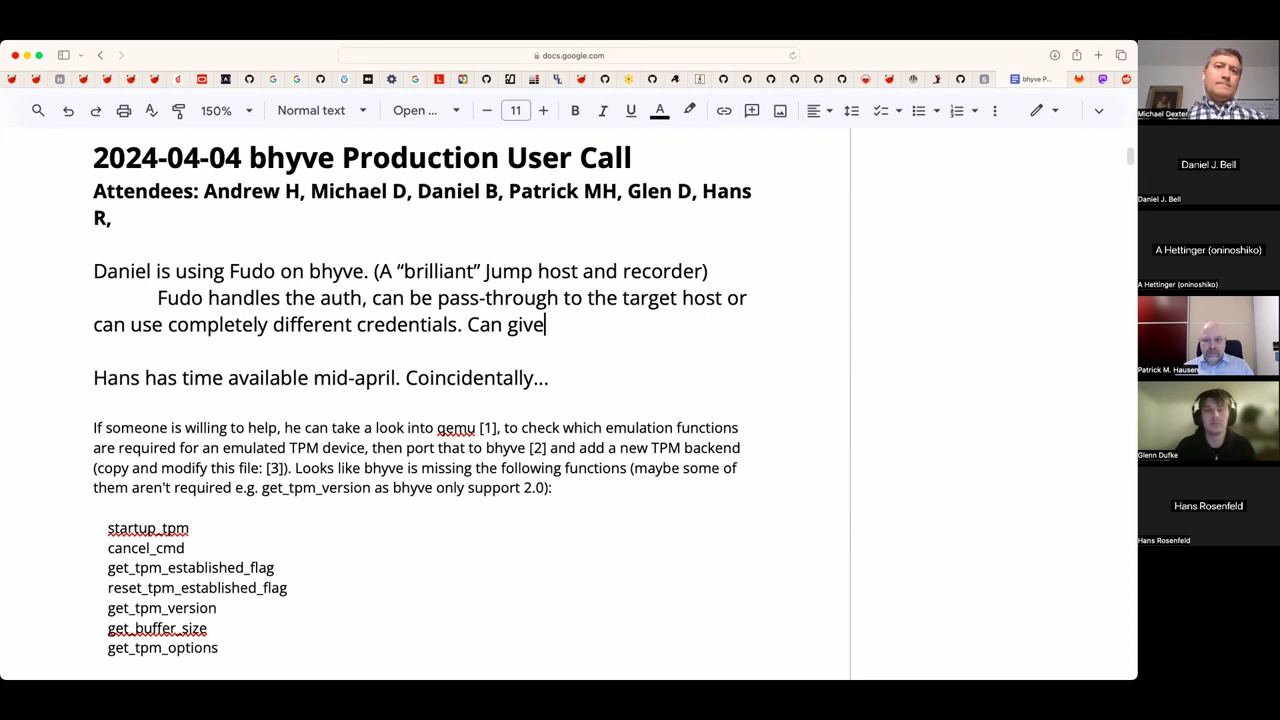 docs.google.com
bhyve P...
150%
Normal text
Open ...
11
2024-04-04 bhyve Production User Call
Attendees: Andrew H, Michael D, Daniel B, Patrick MH, Glen D, Hans
R,
Daniel is using Fudo on bhyve. (A “brilliant” Jump host and recorder)
Fudo handles the auth, can be pass-through to the target host or
can use completely different credentials. Can give
Hans has time available mid-april. Coincidentally...
If someone is willing to help, he can take a look into qemu [1], to check which emulation functions
are required for an emulated TPM device, then port that to bhyve [2] and add a new TPM backend
(copy and modify this file: [3]). Looks like bhyve is missing the following functions (maybe some of
them aren't required e.g. get_tpm_version as bhyve only support 2.0):
startup_tpm
cancel_cmd
get_tpm_established_flag
reset_tpm_established_flag
get_tpm_version
get_buffer_size
get_tpm_options
Michael Dexter
Daniel J. Bell
Daniel J. Bell
A Hettinger (oninoshiko)
A Hettinger (oninoshiko)
Patrick M. Hausen
Glenn Dufke
Hans Rosenfeld
Hans Rosenfeld